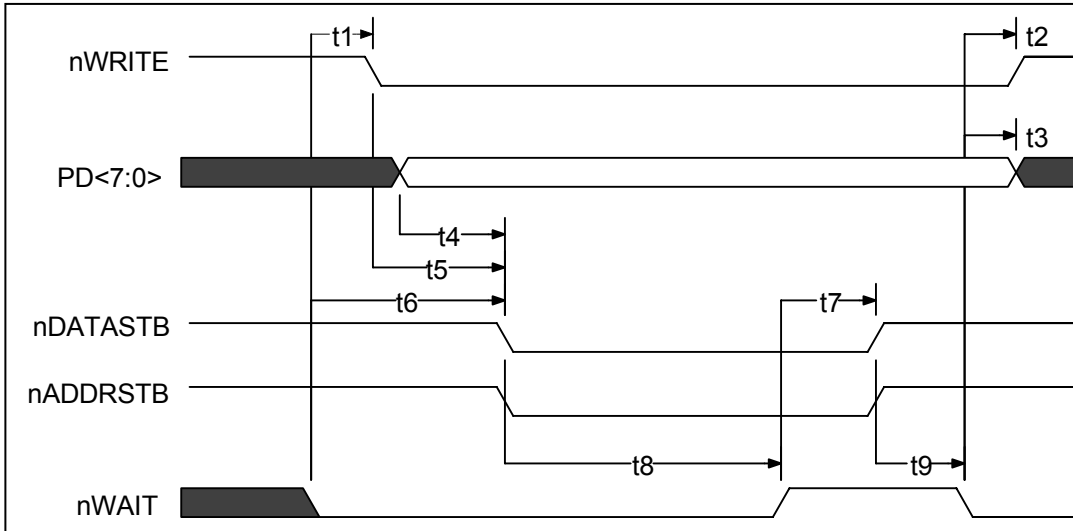 t1 t2
nWRITE
t3
PD<7:0>
t4
t5
t6 t7
nDATASTB
nADDRSTB
t8 t9
nWAIT